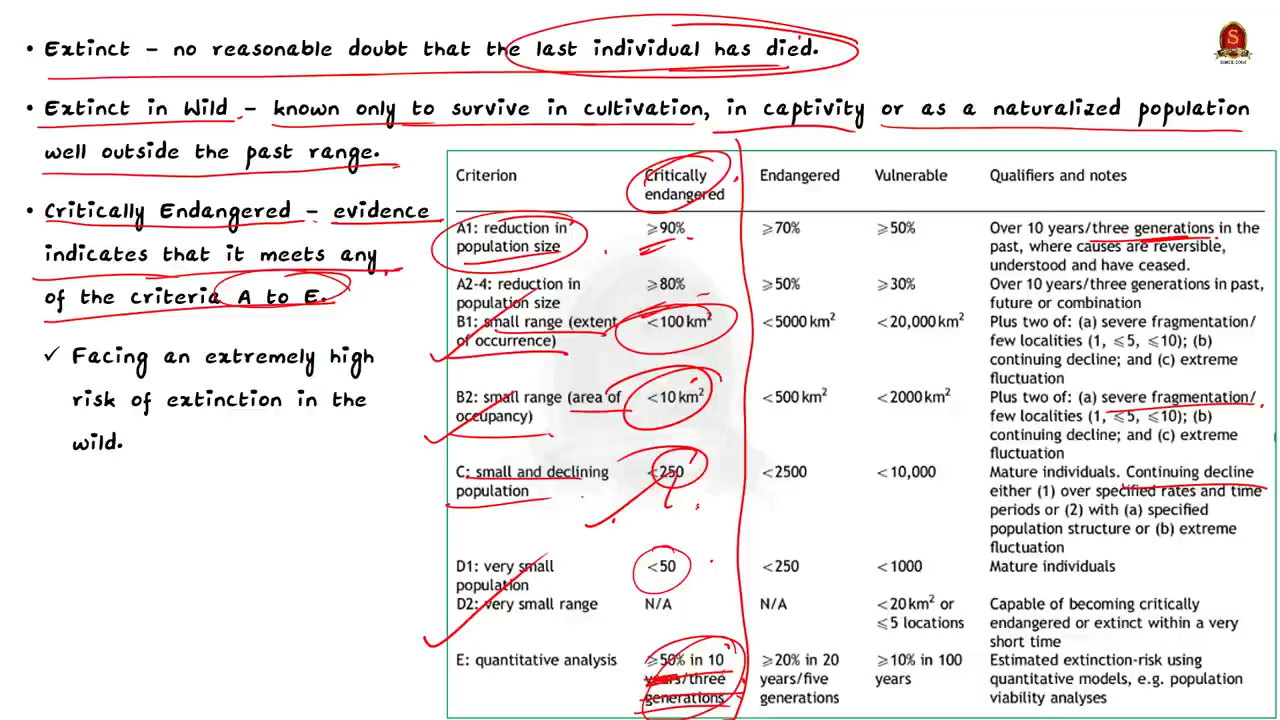 • Extinct – no reasonable doubt that the last individual has died.
• Extinct in Wild – known only to survive in cultivation, in captivity or as a naturalized population
well outside the past range.
• Critically Endangered – evidence
indicates that it meets any
of the criteria A to E.
✓ Facing an extremely high
risk of extinction in the
wild.
S
SINCE 2004
Criterion Critically endangered Endangered Vulnerable Qualifiers and notes
A1: reduction in ⩾90% ⩾70% ⩾50% Over 10 years/three generations in the
population size past, where causes are reversible,
understood and have ceased.
A2-4: reduction in ⩾80% ⩾50% ⩾30% Over 10 years/three generations in past,
population size future or combination
B1: small range (extent <100 km² <5000 km² <20,000 km² Plus two of: (a) severe fragmentation/
of occurrence) few localities (1, ⩽5, ⩽10); (b)
continuing decline; and (c) extreme
fluctuation
B2: small range (area of <10 km² <500 km² <2000 km² Plus two of: (a) severe fragmentation/
occupancy) few localities (1, ⩽5, ⩽10); (b)
continuing decline; and (c) extreme
fluctuation
C: small and declining <250 <2500 <10,000 Mature individuals. Continuing decline
population either (1) over specified rates and time
periods or (2) with (a) specified
population structure or (b) extreme
fluctuation
D1: very small <50 <250 <1000 Mature individuals
population
D2: very small range N/A N/A <20 km² or Capable of becoming critically
⩽5 locations endangered or extinct within a very
short time
E: quantitative analysis ⩾50% in 10 ⩾20% in 20 ⩾10% in 100 Estimated extinction-risk using
years/three years/five years quantitative models, e.g. population
generations generations viability analyses